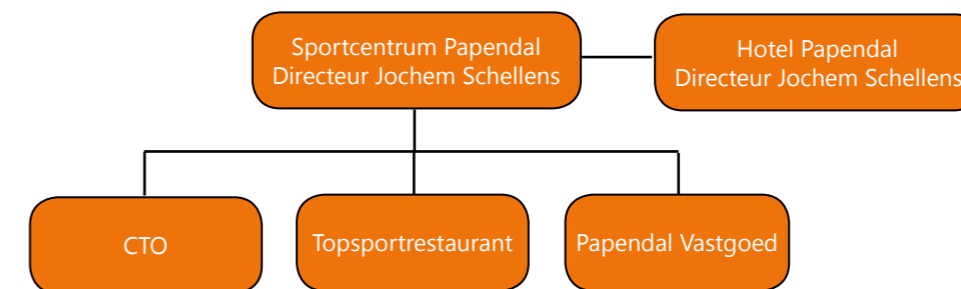 Sportcentrum Papendal
Directeur Jochem Schellens
Hotel Papendal
Directeur Jochem Schellens
CTO
Topsportrestaurant
Papendal Vastgoed